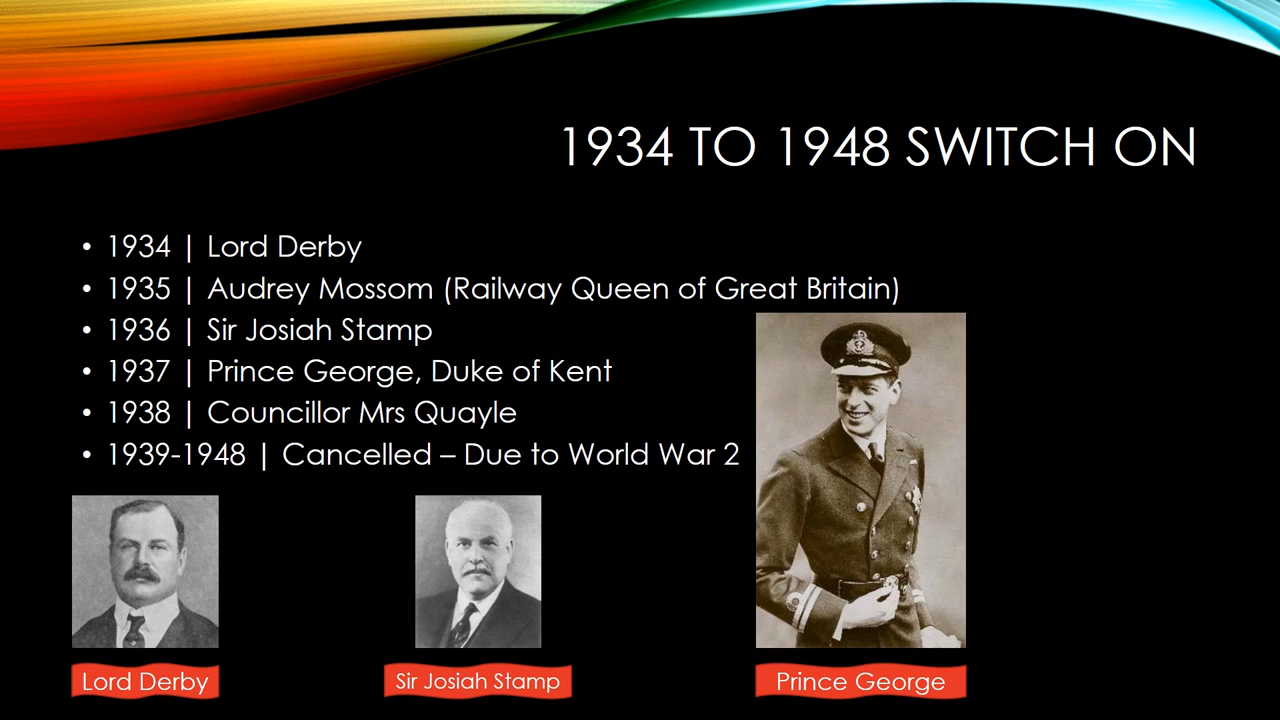 1934 TO 1948 SWITCH ON
• 1934 | Lord Derby
• 1935 | Audrey Mossom (Railway Queen of Great Britain)
• 1936 | Sir Josiah Stamp
• 1937 | Prince George, Duke of Kent
• 1938 | Councillor Mrs Quayle
• 1939-1948 | Cancelled – Due to World War 2
Lord Derby
Sir Josiah Stamp
Prince George